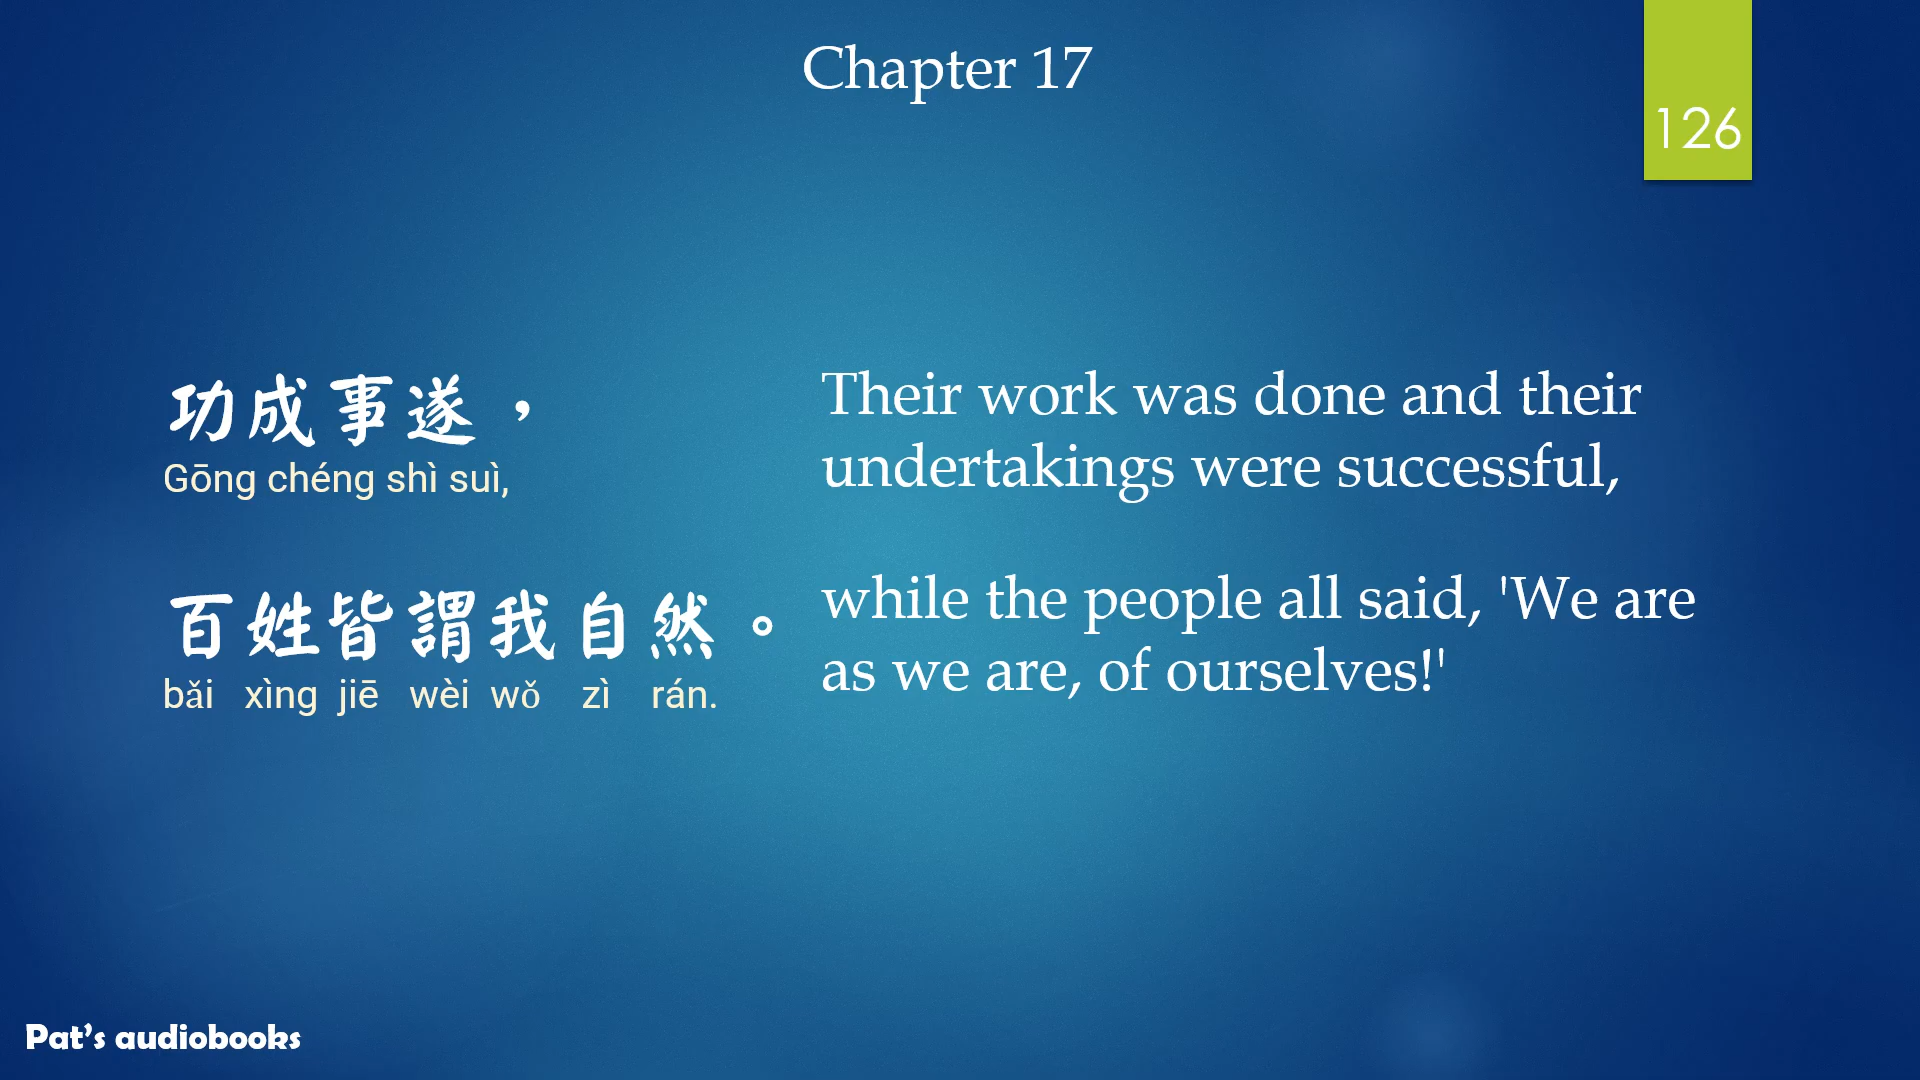 Chapter 17
126
功成事遂，
Gōng chéng shì suì,
百姓皆謂我自然。
bǎi xìng jiē wèi wǒ zì rán.
Their work was done and their
undertakings were successful,
while the people all said, 'We are
as we are, of ourselves!'
Pat's audiobooks